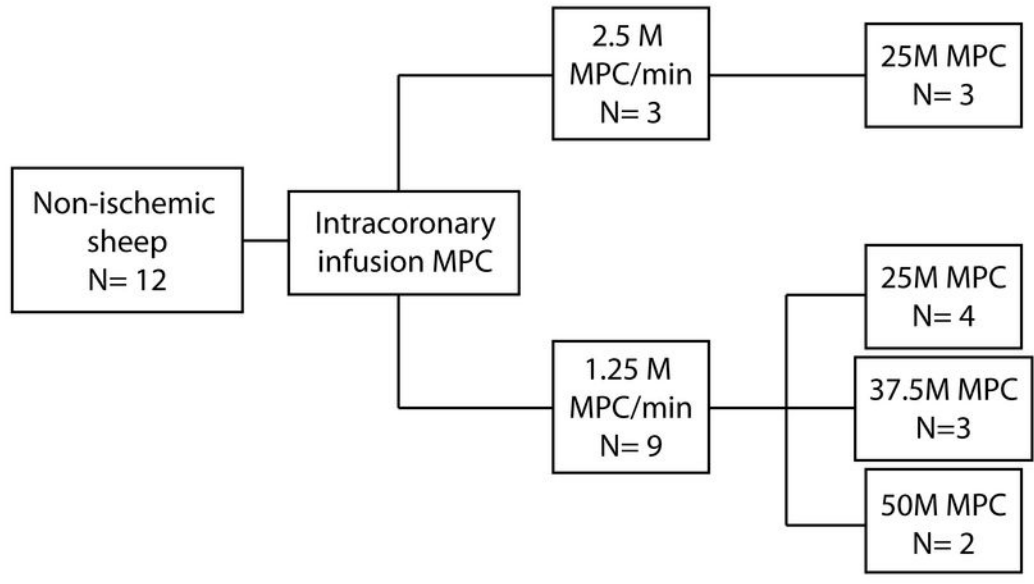 Non-ischemic
sheep
N= 12
Intracoronary
infusion MPC
2.5 M
MPC/min
N= 3
25M MPC
N= 3
1.25 M
MPC/min
N= 9
25M MPC
N= 4
37.5M MPC
N=3
50M MPC
N= 2